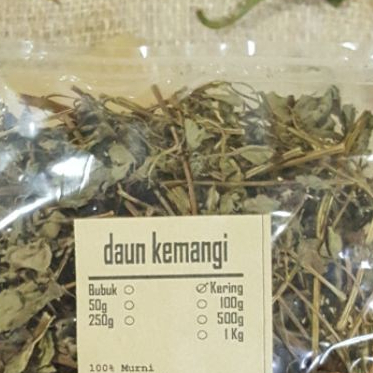 daun kemangi
Bubuk Kering
50g 100g
250g 500g
1 Kg
100% Murni